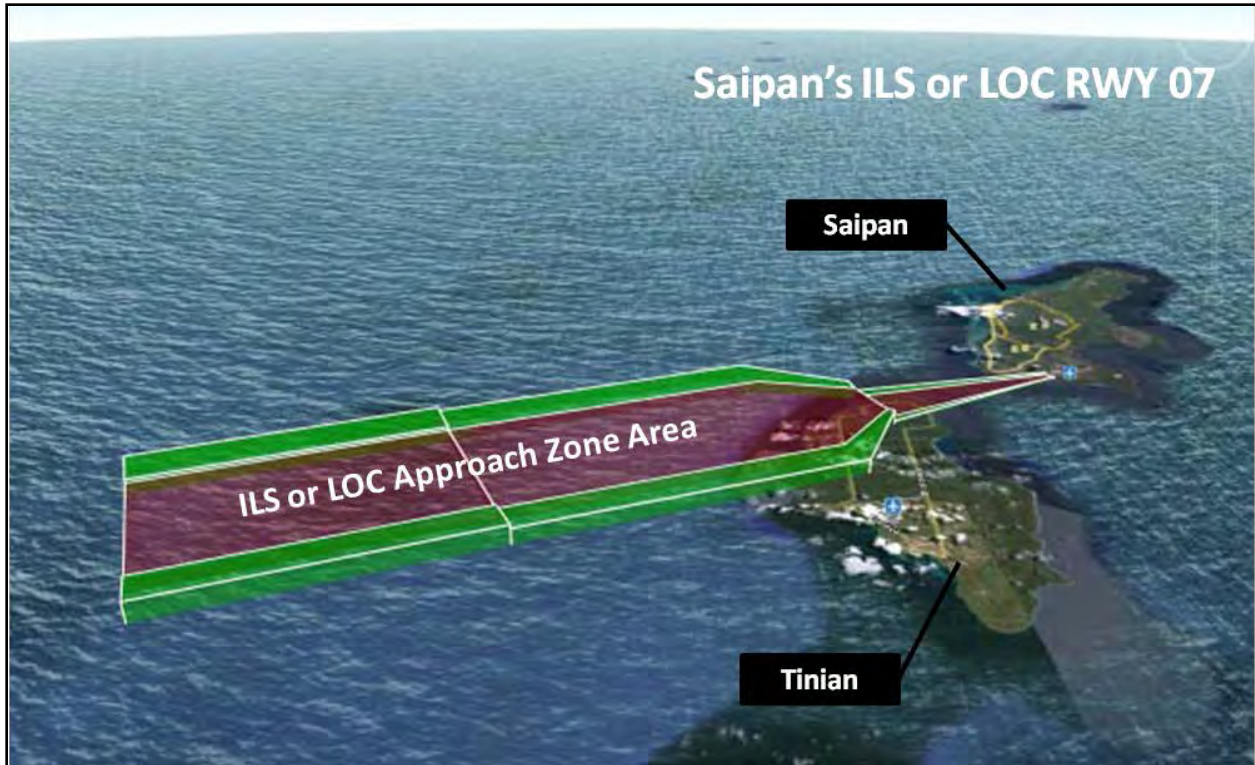 Saipan's ILS or LOC RWY 07
Saipan
ILS or LOC Approach Zone Area
Tinian